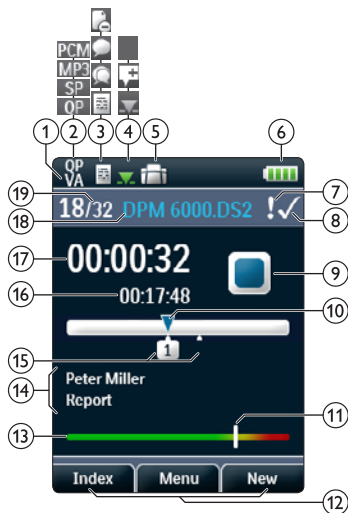 PCM
MP3
SP
QP
1 2 3 4 5 6
QP
VA
19
18/32 DPM 6000.DS2 !
7
18
8
17
00:00:32
9
16
00:17:48
10
15
1
14
Peter Miller
Report
11
13
Index Menu New
12